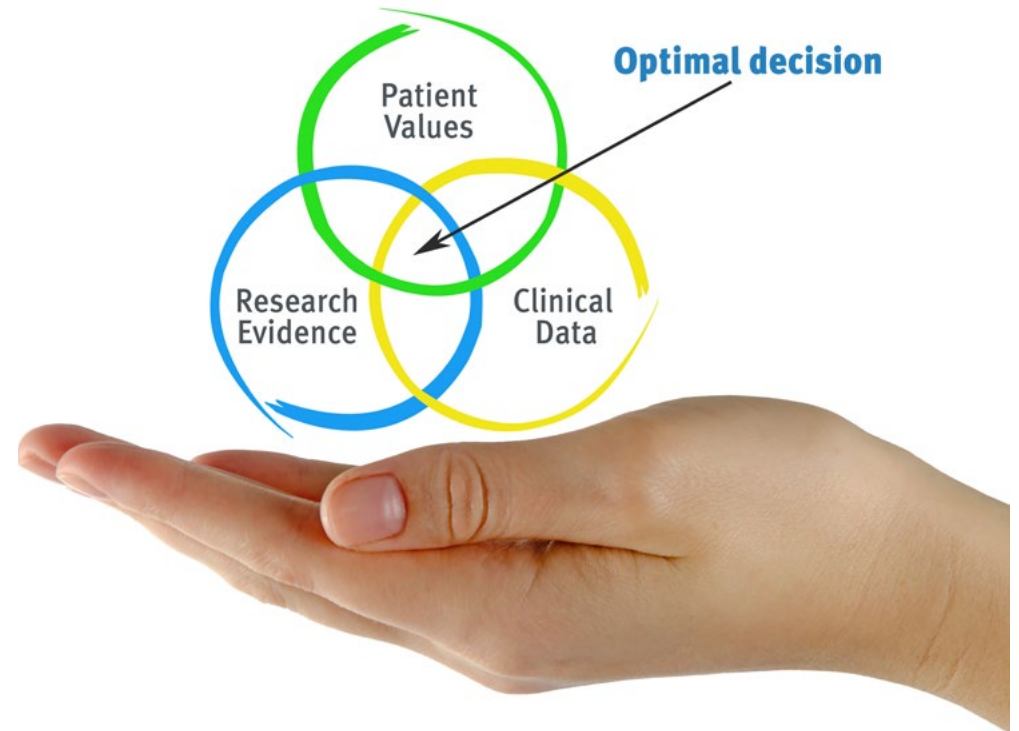 Optimal decision
Patient
Values
Research
Evidence
Clinical
Data